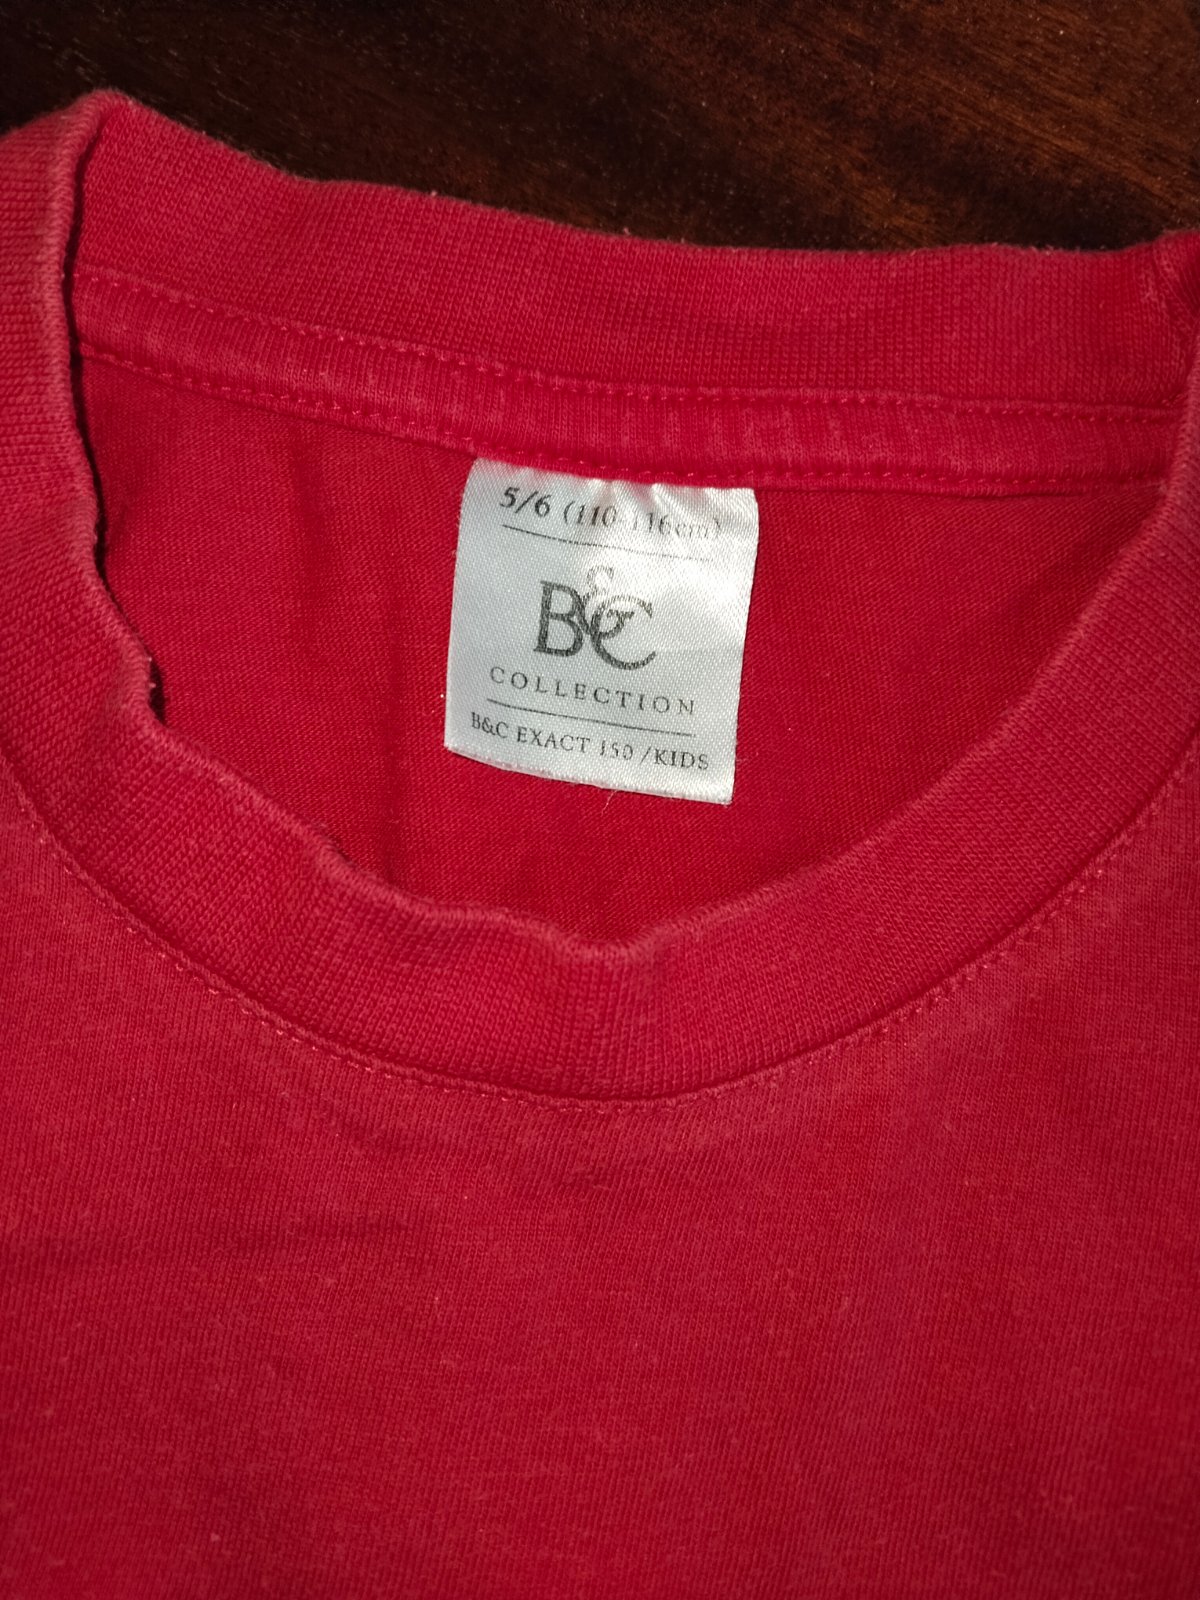 5/6 (110-116cm)
B&C
COLLECTION
B&C EXACT 150 /KIDS